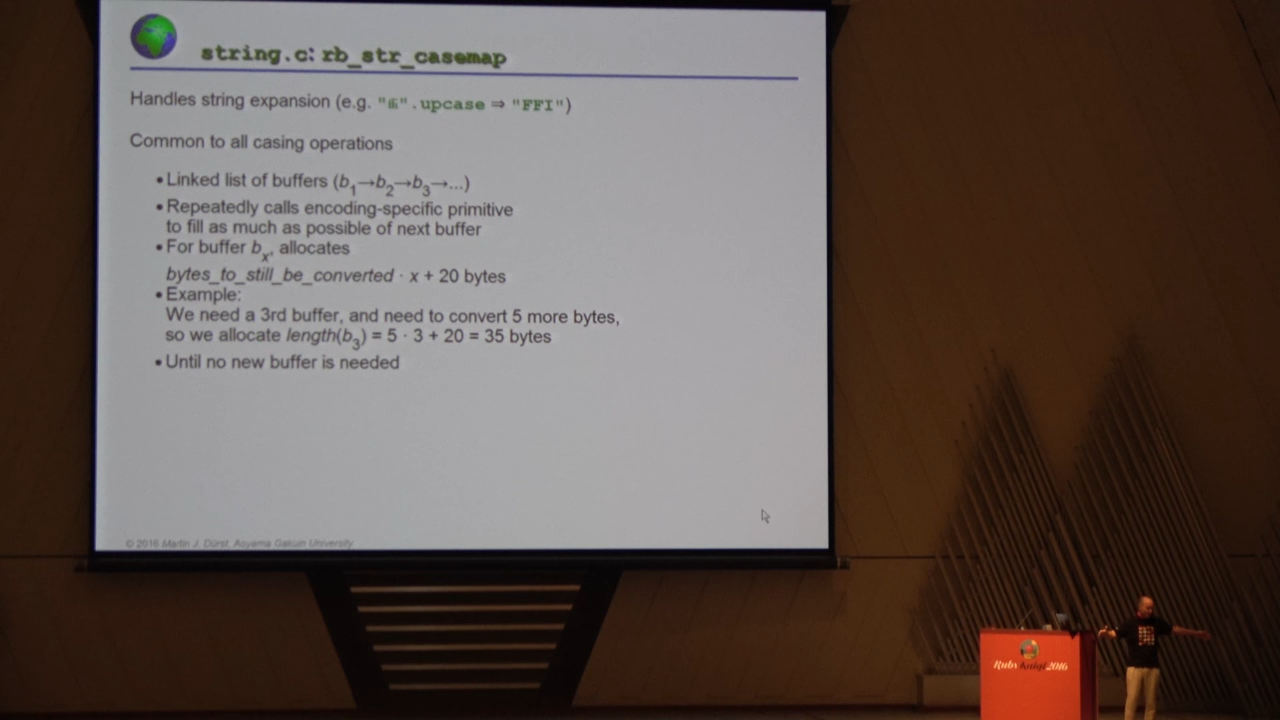 string.c: rb_str_casemap
Handles string expansion (e.g. "ffi".upcase ⇒ "FFI")
Common to all casing operations
• Linked list of buffers (b1→b2→b3→...)
• Repeatedly calls encoding-specific primitive
to fill as much as possible of next buffer
• For buffer bx, allocates
bytes_to_still_be_converted · x + 20 bytes
• Example:
We need a 3rd buffer, and need to convert 5 more bytes,
so we allocate length(b3) = 5 · 3 + 20 = 35 bytes
• Until no new buffer is needed
© 2016 Martin J. Dürst, Aoyama Gakuin University
Ruby Kaigi 2016